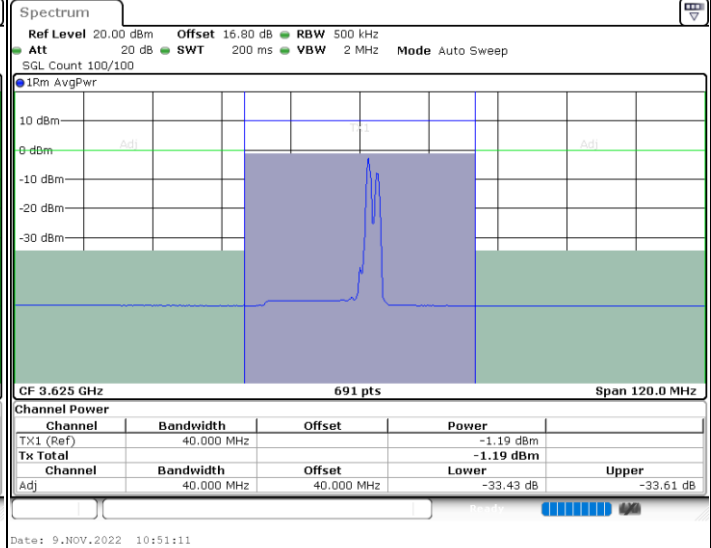 Spectrum
Ref Level 20.00 dBm Offset 16.80 dB RBW 500 kHz
Att 20 dB SWT 200 ms VBW 2 MHz Mode Auto Sweep
SGL Count 100/100
1Rm AvgPwr
10 dBm
TX1
Adj Adj
0 dBm
-10 dBm
-20 dBm
-30 dBm
CF 3.625 GHz 691 pts Span 120.0 MHz
Channel Power
Channel Bandwidth Offset Power
TX1 (Ref) 40.000 MHz -1.19 dBm
Tx Total -1.19 dBm
Channel Bandwidth Offset Lower Upper
Adj 40.000 MHz 40.000 MHz -33.43 dB -33.61 dB
Ready
Date: 9.NOV.2022 10:51:11